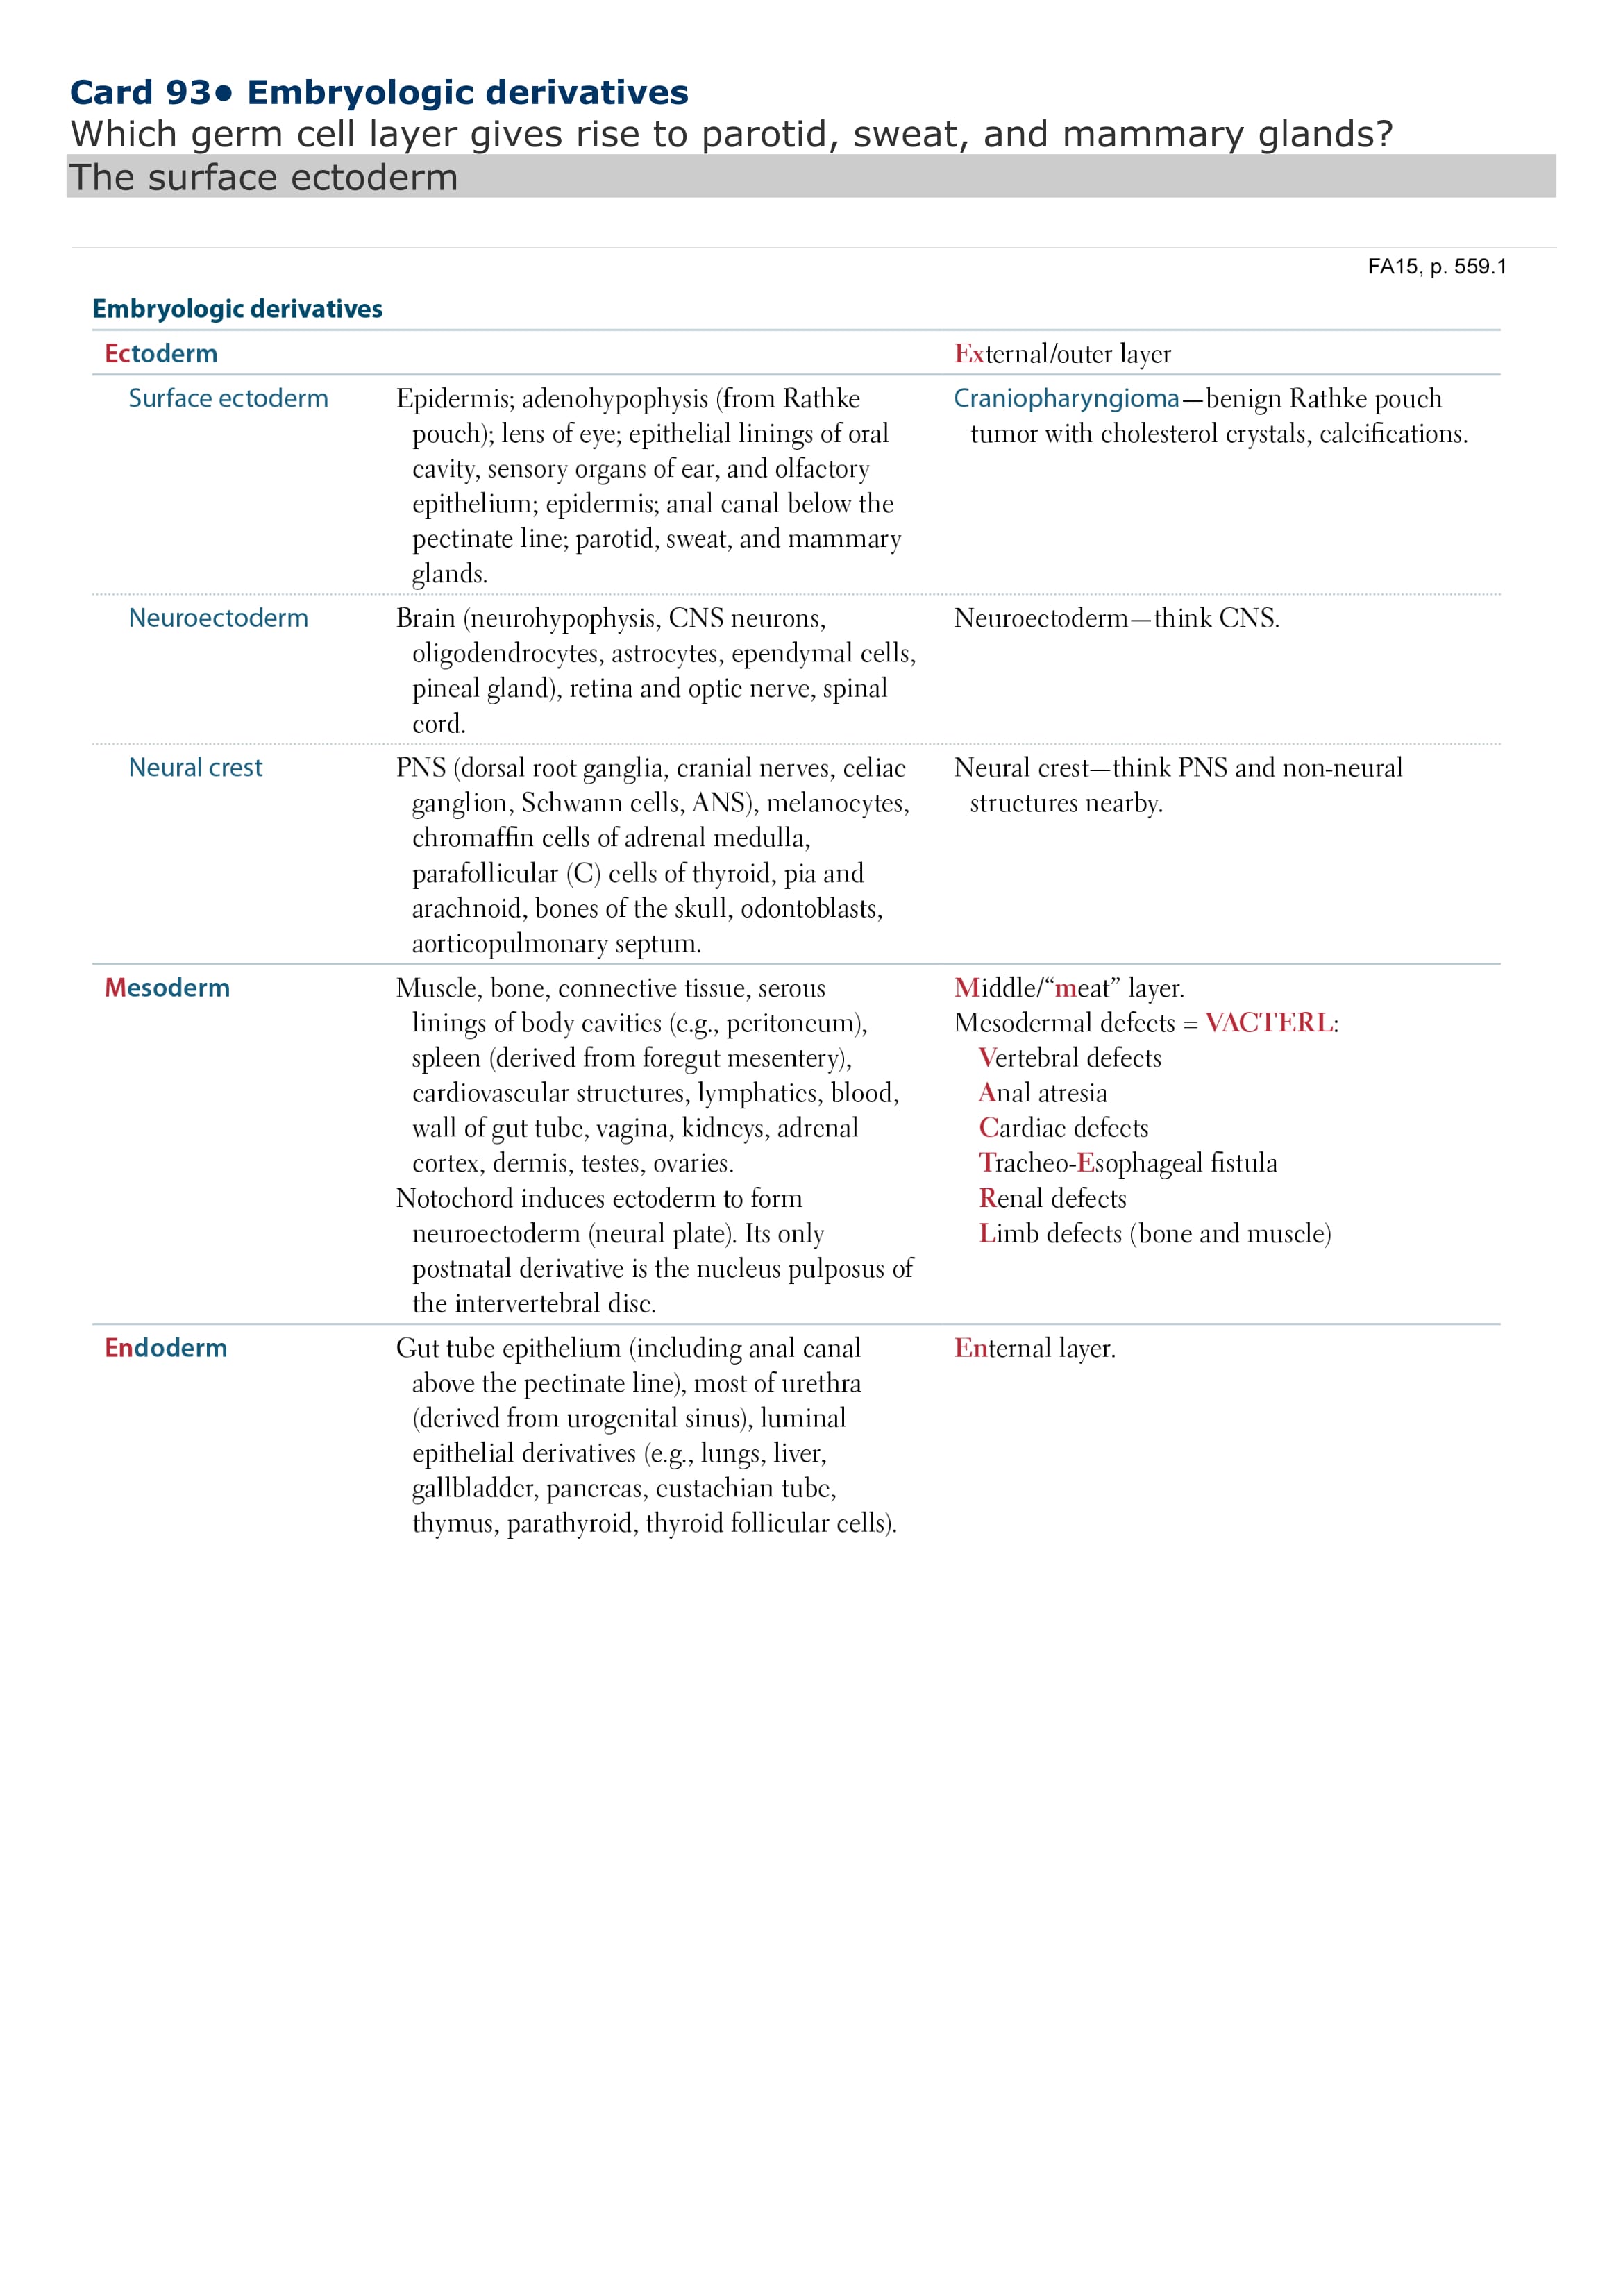 Card 93● Embryologic derivatives
Which germ cell layer gives rise to parotid, sweat, and mammary glands?
The surface ectoderm
FA15, p. 559.1
Embryologic derivatives
Ectoderm
External/outer layer
Surface ectoderm
Epidermis; adenohypophysis (from Rathke
pouch); lens of eye; epithelial linings of oral
cavity, sensory organs of ear, and olfactory
epithelium; epidermis; anal canal below the
pectinate line; parotid, sweat, and mammary
glands.
Craniopharyngioma—benign Rathke pouch
tumor with cholesterol crystals, calcifications.
Neuroectoderm
Brain (neurohypophysis, CNS neurons,
oligodendrocytes, astrocytes, ependymal cells,
pineal gland), retina and optic nerve, spinal
cord.
Neuroectoderm—think CNS.
Neural crest
PNS (dorsal root ganglia, cranial nerves, celiac
ganglion, Schwann cells, ANS), melanocytes,
chromaffin cells of adrenal medulla,
parafollicular (C) cells of thyroid, pia and
arachnoid, bones of the skull, odontoblasts,
aorticopulmonary septum.
Neural crest—think PNS and non-neural
structures nearby.
Mesoderm
Muscle, bone, connective tissue, serous
linings of body cavities (e.g., peritoneum),
spleen (derived from foregut mesentery),
cardiovascular structures, lymphatics, blood,
wall of gut tube, vagina, kidneys, adrenal
cortex, dermis, testes, ovaries.
Notochord induces ectoderm to form
neuroectoderm (neural plate). Its only
postnatal derivative is the nucleus pulposus of
the intervertebral disc.
Middle/“meat” layer.
Mesodermal defects = VACTERL:
Vertebral defects
Anal atresia
Cardiac defects
Tracheo-Esophageal fistula
Renal defects
Limb defects (bone and muscle)
Endoderm
Gut tube epithelium (including anal canal
above the pectinate line), most of urethra
(derived from urogenital sinus), luminal
epithelial derivatives (e.g., lungs, liver,
gallbladder, pancreas, eustachian tube,
thymus, parathyroid, thyroid follicular cells).
Enternal layer.